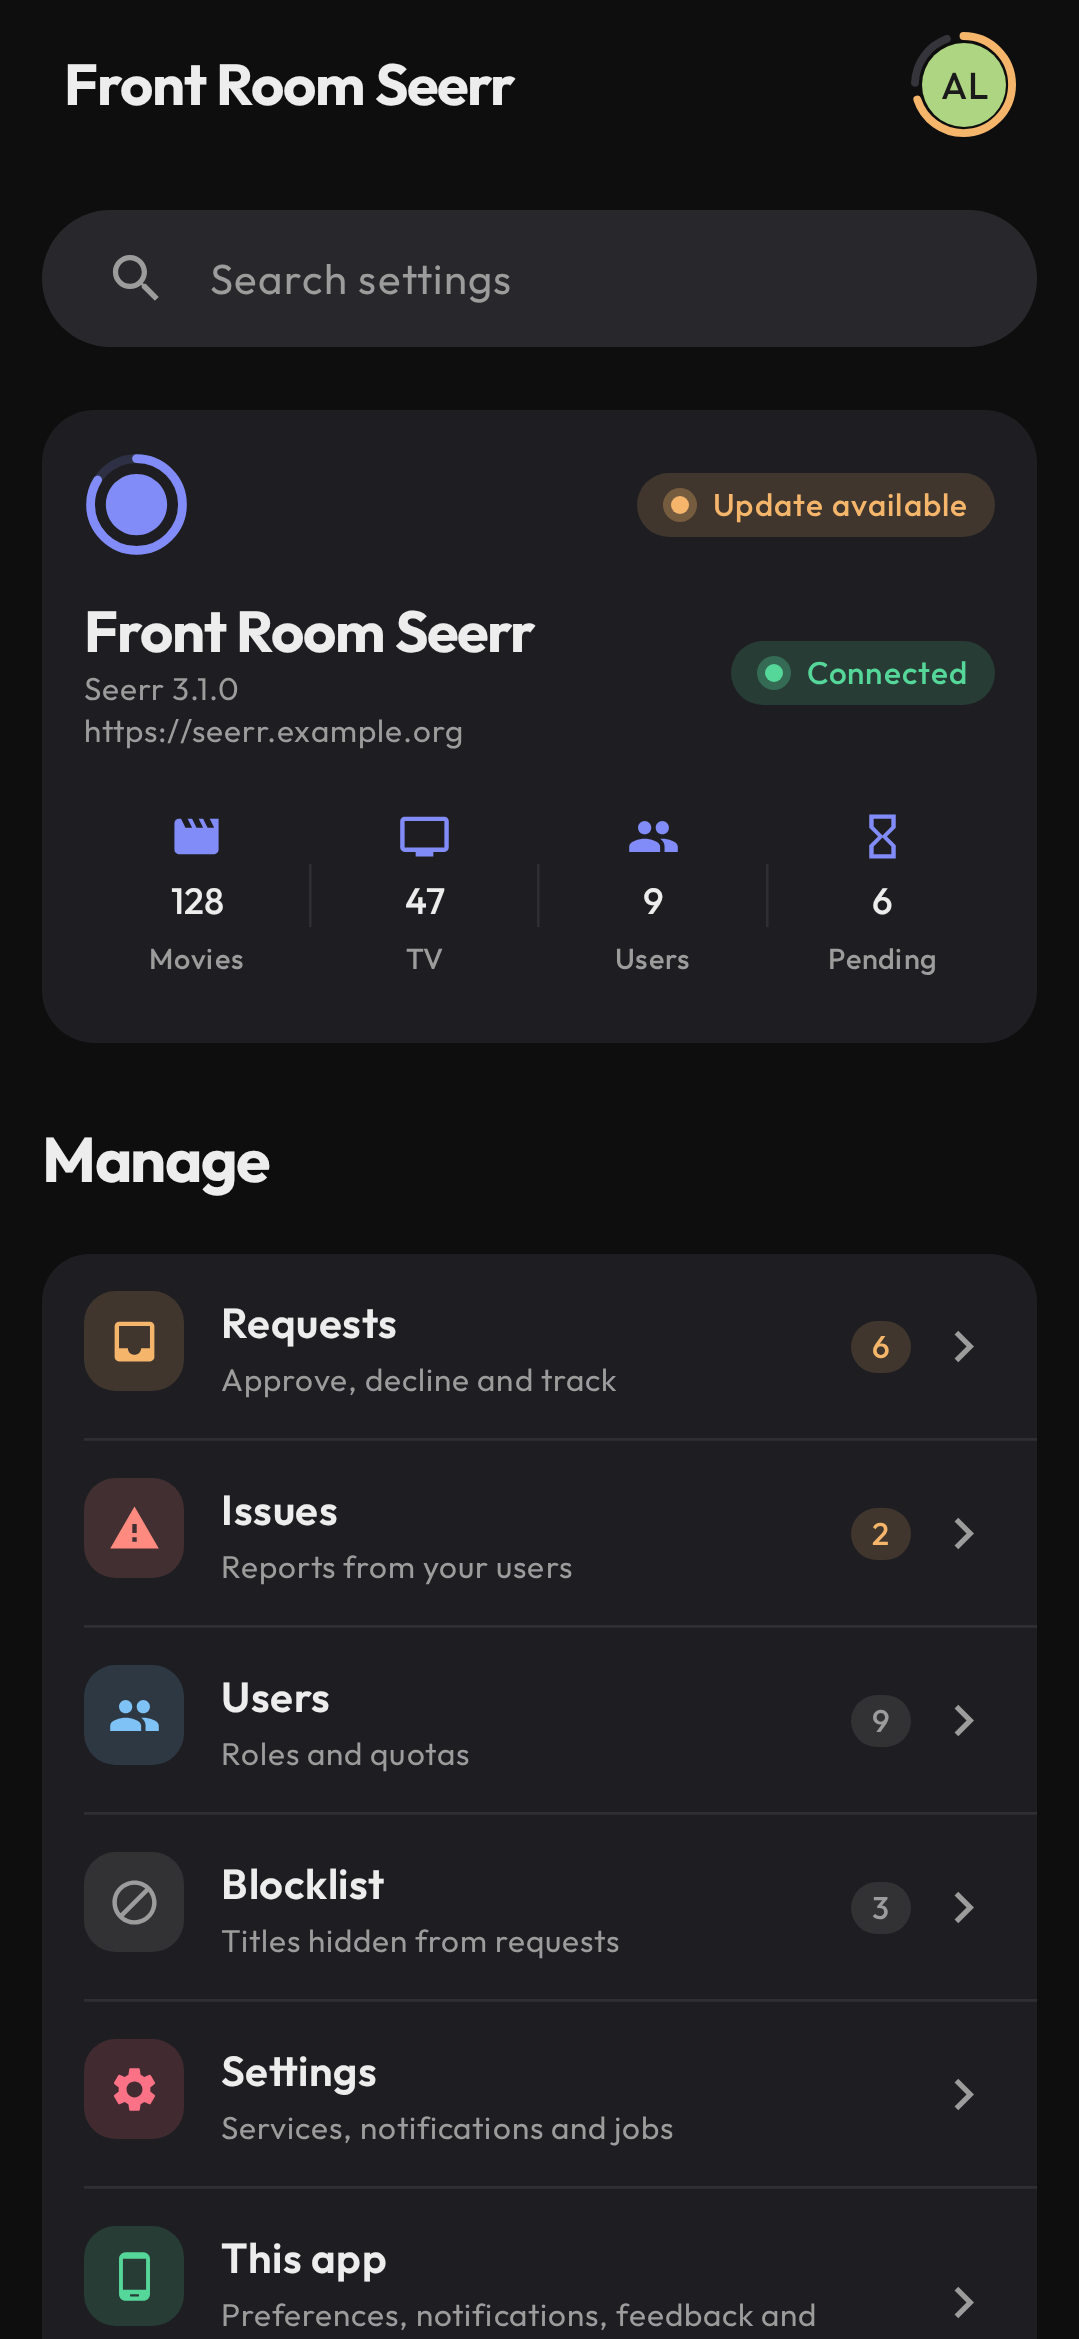 Front Room Seerr
AL
Search settings
Update available
Front Room Seerr
Seerr 3.1.0
https://seerr.example.org
Connected
128
47
9
6
Movies
TV
Users
Pending
Manage
Requests
Approve, decline and track
6
Issues
Reports from your users
2
Users
Roles and quotas
9
Blocklist
Titles hidden from requests
3
Settings
Services, notifications and jobs
This app
Preferences, notifications, feedback and